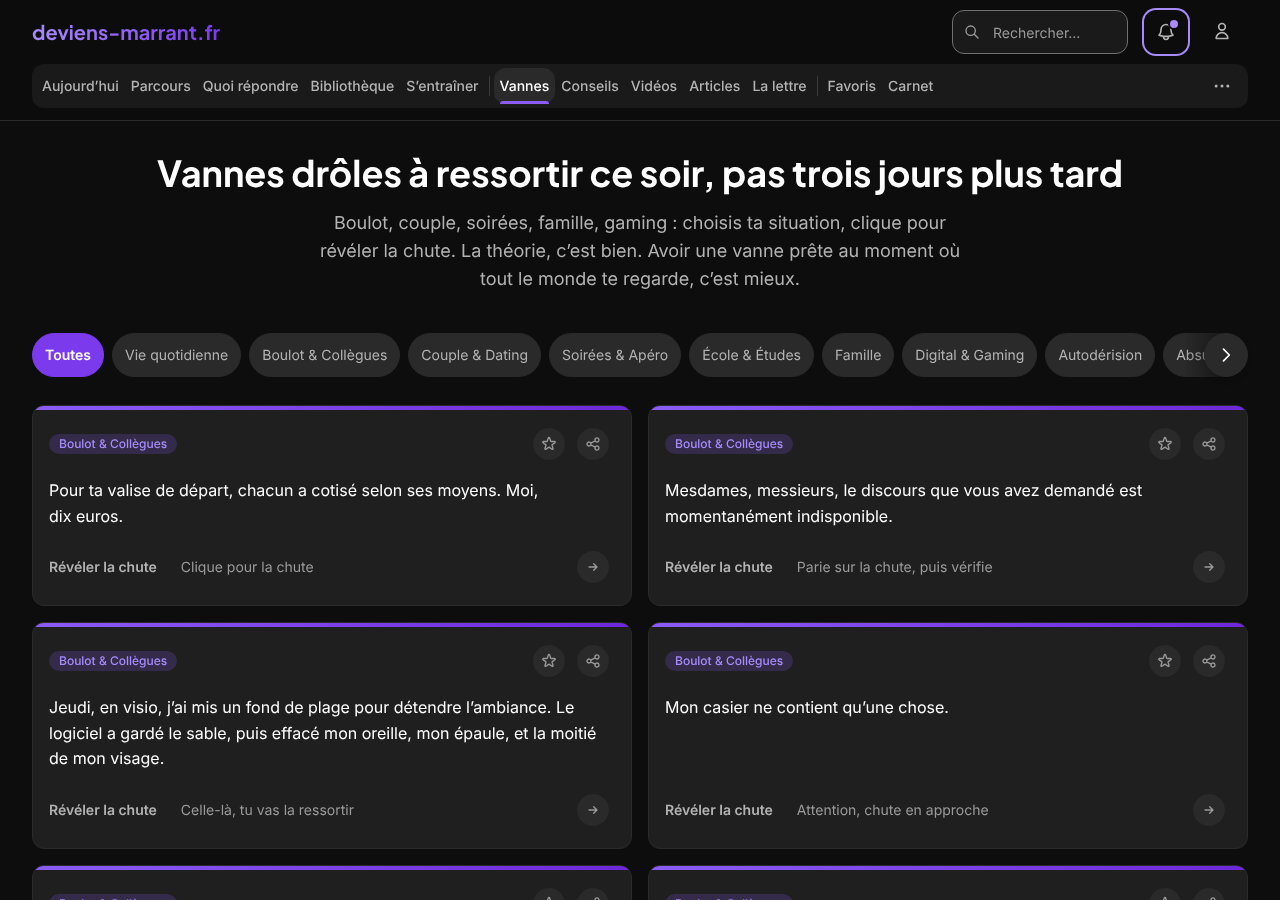 deviens-marrant.fr
Rechercher...
Aujourd’hui Parcours Quoi répondre Bibliothèque S’entraîner Vannes Conseils Vidéos Articles La lettre Favoris Carnet
Vannes drôles à ressortir ce soir, pas trois jours plus tard
Boulot, couple, soirées, famille, gaming : choisis ta situation, clique pour
révéler la chute. La théorie, c’est bien. Avoir une vanne prête au moment où
tout le monde te regarde, c’est mieux.
Toutes Vie quotidienne Boulot & Collègues Couple & Dating Soirées & Apéro École & Études Famille Digital & Gaming Autodérision
Boulot & Collègues
Pour ta valise de départ, chacun a cotisé selon ses moyens. Moi,
dix euros.
Révéler la chute Clique pour la chute
Boulot & Collègues
Mesdames, messieurs, le discours que vous avez demandé est
momentanément indisponible.
Révéler la chute Parie sur la chute, puis vérifie
Boulot & Collègues
Jeudi, en visio, j’ai mis un fond de plage pour détendre l’ambiance. Le
logiciel a gardé le sable, puis effacé mon oreille, mon épaule, et la moitié
de mon visage.
Révéler la chute Celle-là, tu vas la ressortir
Boulot & Collègues
Mon casier ne contient qu’une chose.
Révéler la chute Attention, chute en approche